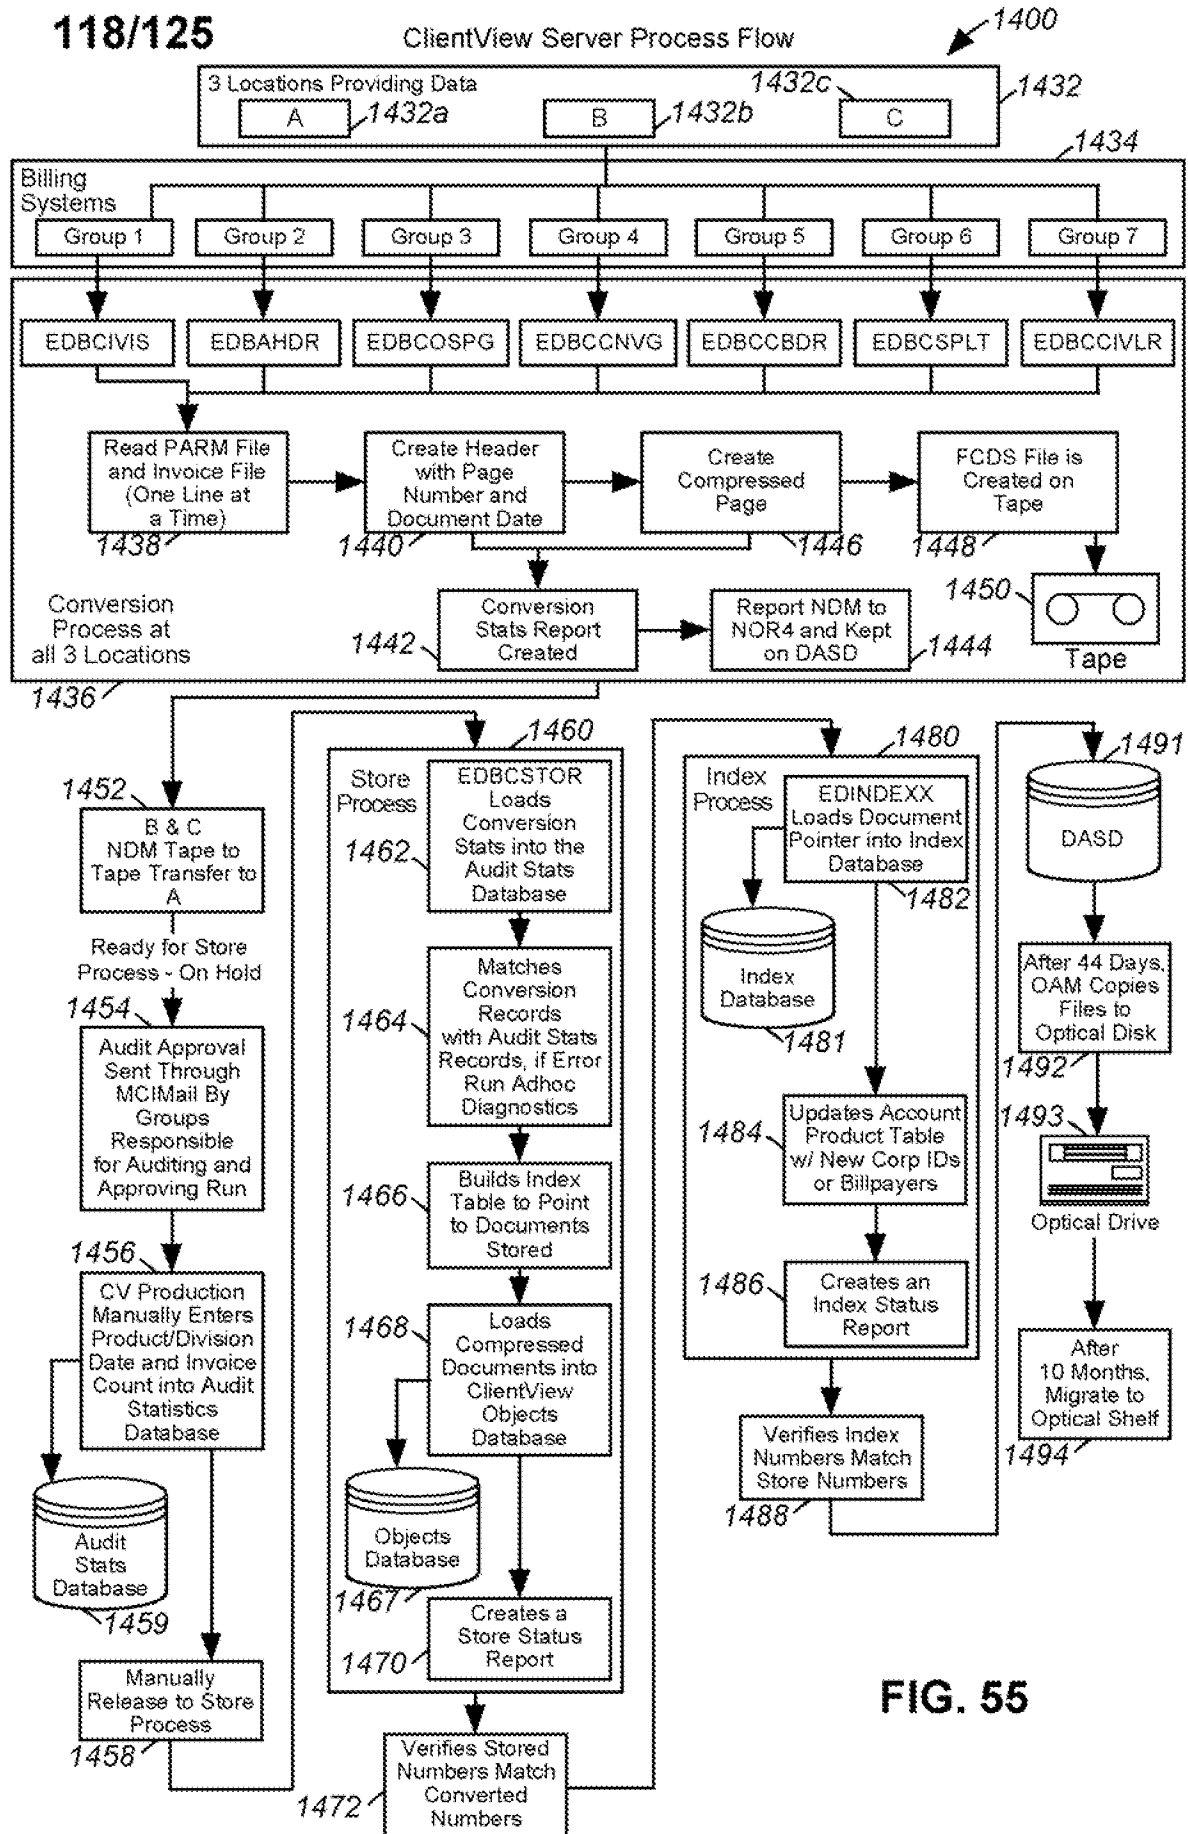 118/125
ClientView Server Process Flow
1400
3 Locations Providing Data
1432c
1432
A
1432a
B
1432b
C
1434
Billing
Systems
Group 1
Group 2
Group 3
Group 4
Group 5
Group 6
Group 7
EDBCIVIS
EDBAHDR
EDBCOSPG
EDBCCNVG
EDBCCBDR
EDBCSPLT
EDBCCIVLR
Read PARM File
and Invoice File
(One Line at
a Time)
1438
Create Header
with Page
Number and
Document Date
1440
Create
Compressed
Page
1446
FCDS File is
Created on
Tape
1448
1450
Tape
Conversion
Process at
all 3 Locations
1436
1442
Conversion
Stats Report
Created
Report NDM to
NOR4 and Kept
on DASD
1444
1452
B & C
NDM Tape to
Tape Transfer to
A
Ready for Store
Process - On Hold
1454
Audit Approval
Sent Through
MCIMail By
Groups
Responsible
for Auditing and
Approving Run
1456
CV Production
Manually Enters
Product/Division
Date and Invoice
Count into Audit
Statistics
Database
Audit
Stats
Database
1459
Manually
Release to Store
Process
1458
1460
Store
Process
EDBCSTOR
Loads
Conversion
Stats into the
Audit Stats
Database
1462
Matches
Conversion
Records
with Audit Stats
Records, if Error
Run Adhoc
Diagnostics
1464
Builds Index
Table to Point
to Documents
Stored
1466
1468
Loads
Compressed
Documents into
ClientView
Objects
Database
Objects
Database
1467
Creates a
Store Status
Report
1470
Verifies Stored
Numbers Match
Converted
Numbers
1472
1480
Index
Process
EDINDEXX
Loads Document
Pointer into Index
Database
1482
Index
Database
1481
1484
Updates Account
Product Table
w/ New Corp IDs
or Billpayers
1486
Creates an
Index Status
Report
Verifies Index
Numbers Match
Store Numbers
1488
1491
DASD
After 44 Days,
OAM Copies
Files to
Optical Disk
1492
1493
Optical Drive
After
10 Months,
Migrate to
Optical Shelf
1494
FIG. 55